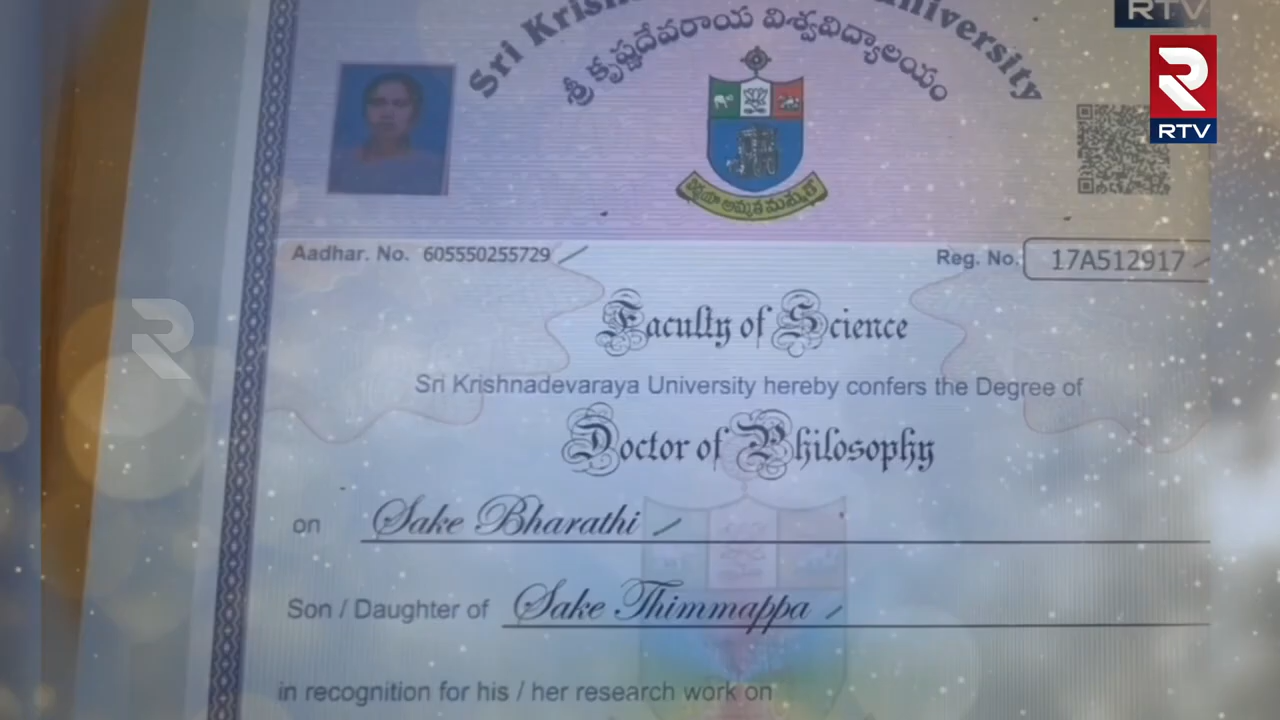 RTV
Sri University
శ్రీ కృష్ణదేవరాయ విశ్వవిద్యాలయం
RTV
Aadhar. No. 605550255729
Reg. No. 17A512917
Faculty of Science
Sri Krishnadevaraya University hereby confers the Degree of
Doctor of Philosophy
on Sake Bharathi
Son / Daughter of Sake Thimmappa
in recognition for his / her research work on